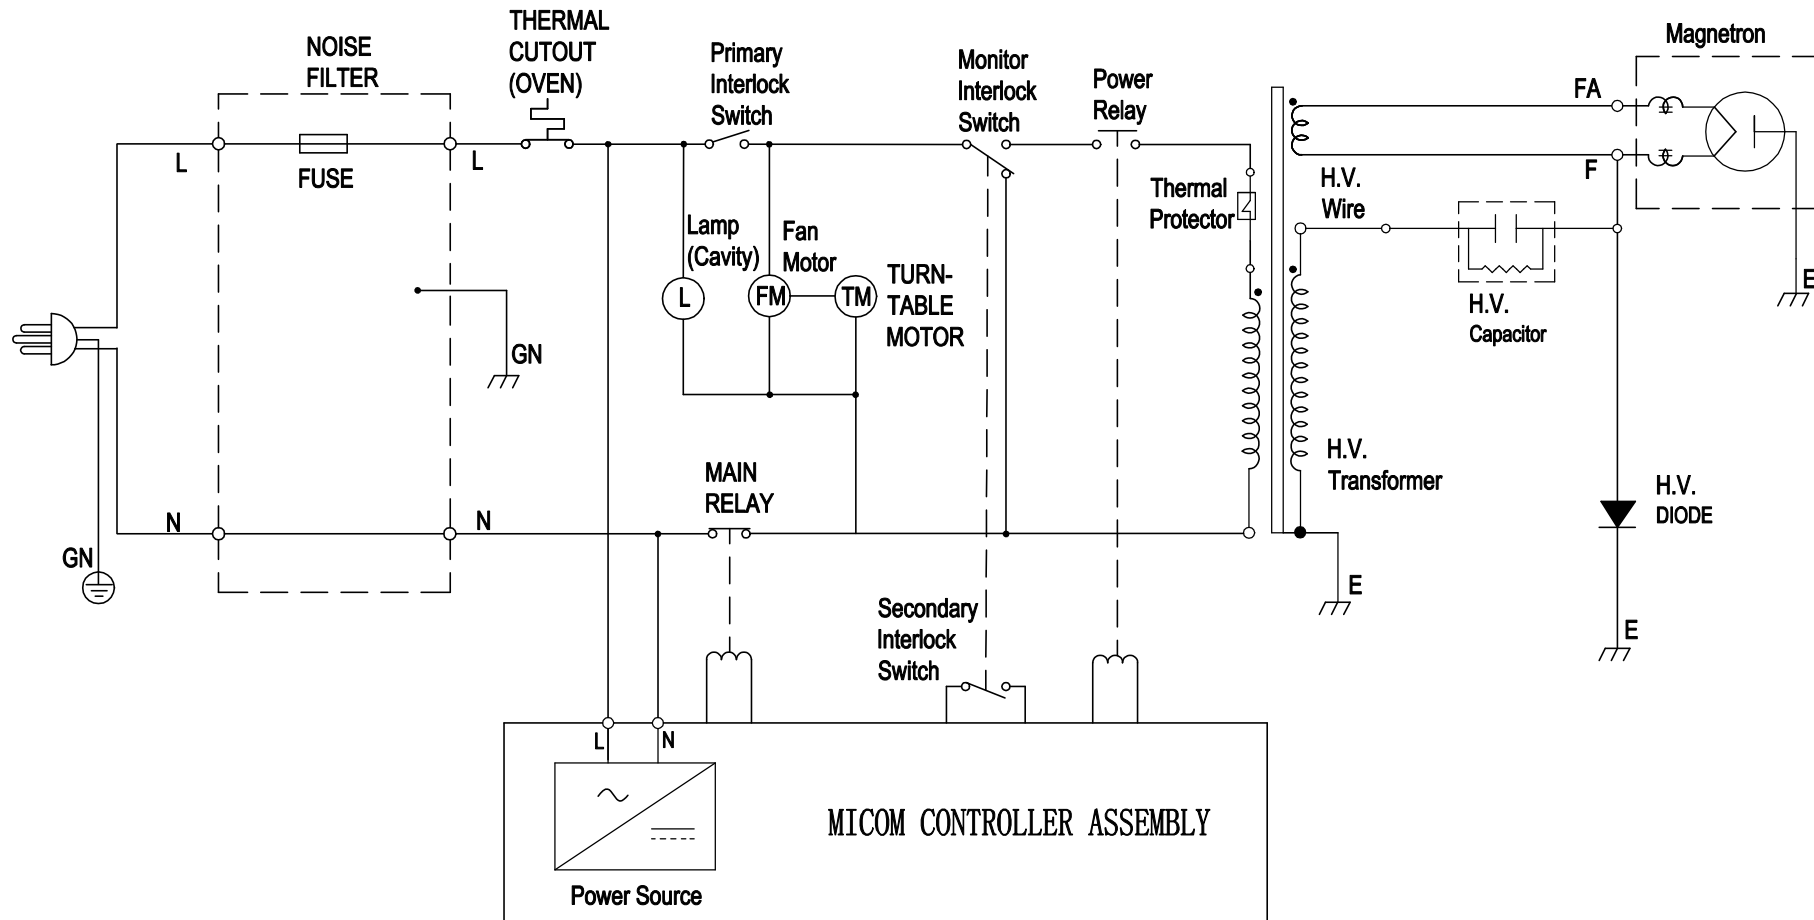 THERMAL
CUTOUT
(OVEN)
NOISE
FILTER
Primary
Interlock
Switch
Monitor
Interlock
Switch
Power
Relay
Magnetron
FA
L
FUSE
L
F
Thermal
Protector
H.V.
Wire
Lamp
(Cavity)
Fan
Motor
L
FM
TM
TURN-
TABLE
MOTOR
E
H.V.
Capacitor
GN
H.V.
Transformer
MAIN
RELAY
H.V.
DIODE
N
N
GN
E
Secondary
Interlock
Switch
E
L
N
MICOM CONTROLLER ASSEMBLY
Power Source